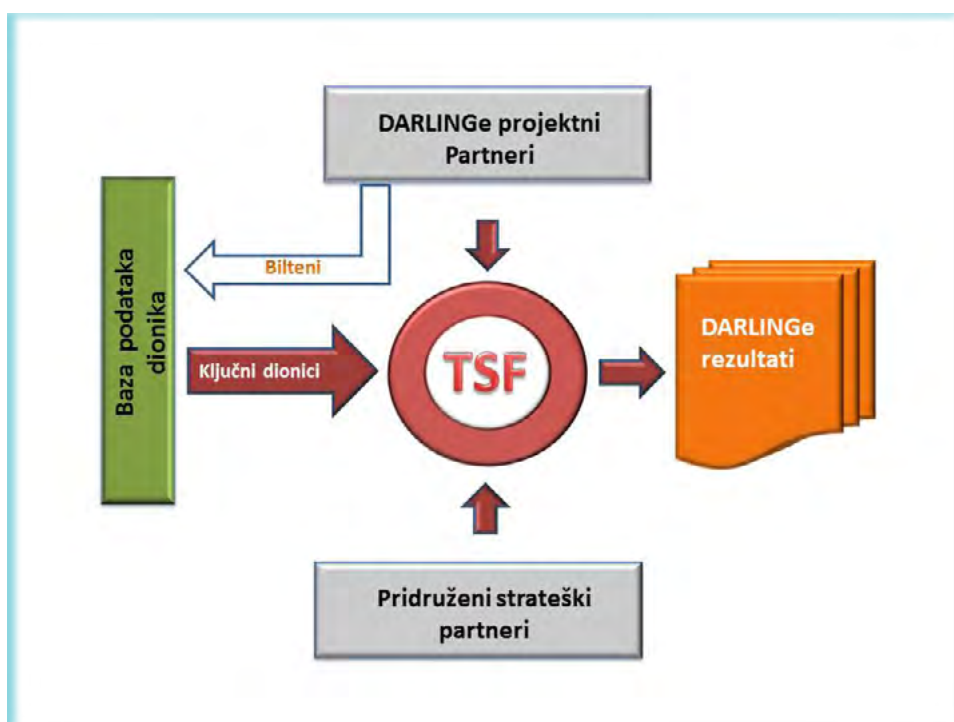 DARLINGe projektni
Partneri
Baza podataka
dionika
Bilteni
Ključni dionici
TSF
DARLINGe
rezultati
Pridruženi strateški
partneri